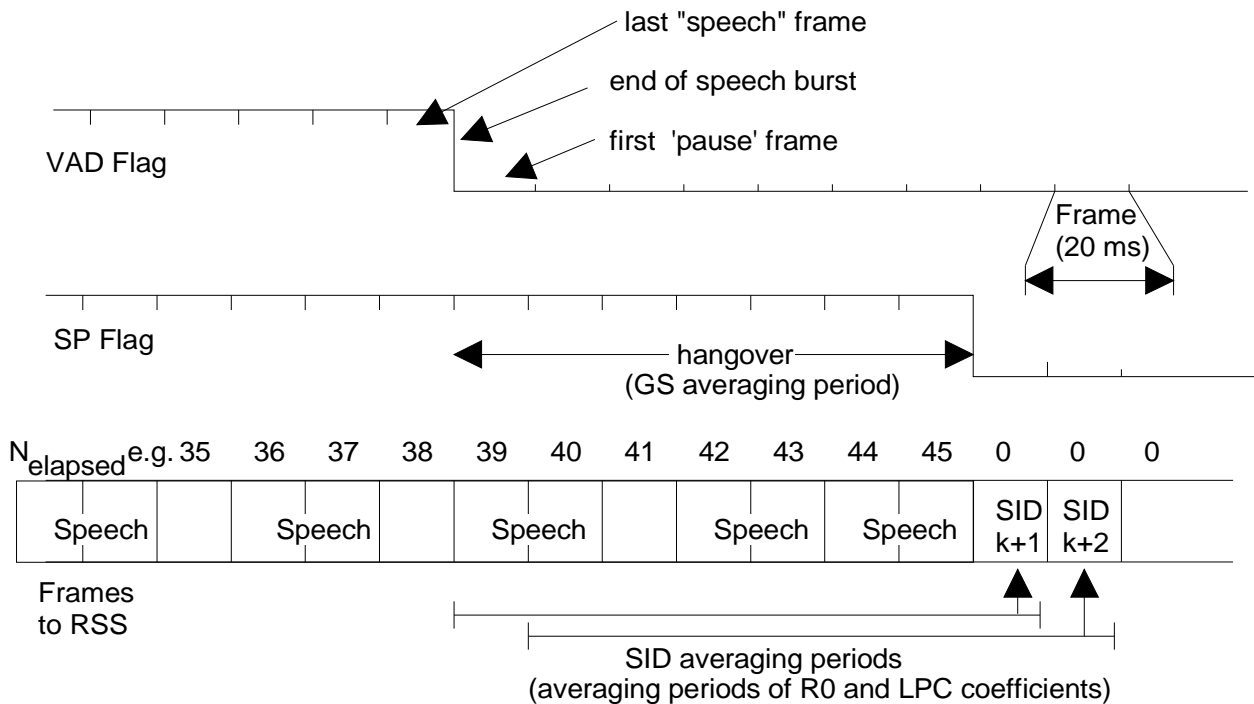 last "speech" frame
end of speech burst
first 'pause' frame
VAD Flag
Frame
(20 ms)
SP Flag
hangover
(GS averaging period)
N elapsed e.g. 35 36 37 38 39 40 41 42 43 44 45 0 0 0
Speech Speech Speech Speech Speech SID SID
k+1 k+2
Frames
to RSS
SID averaging periods
(averaging periods of R0 and LPC coefficients)